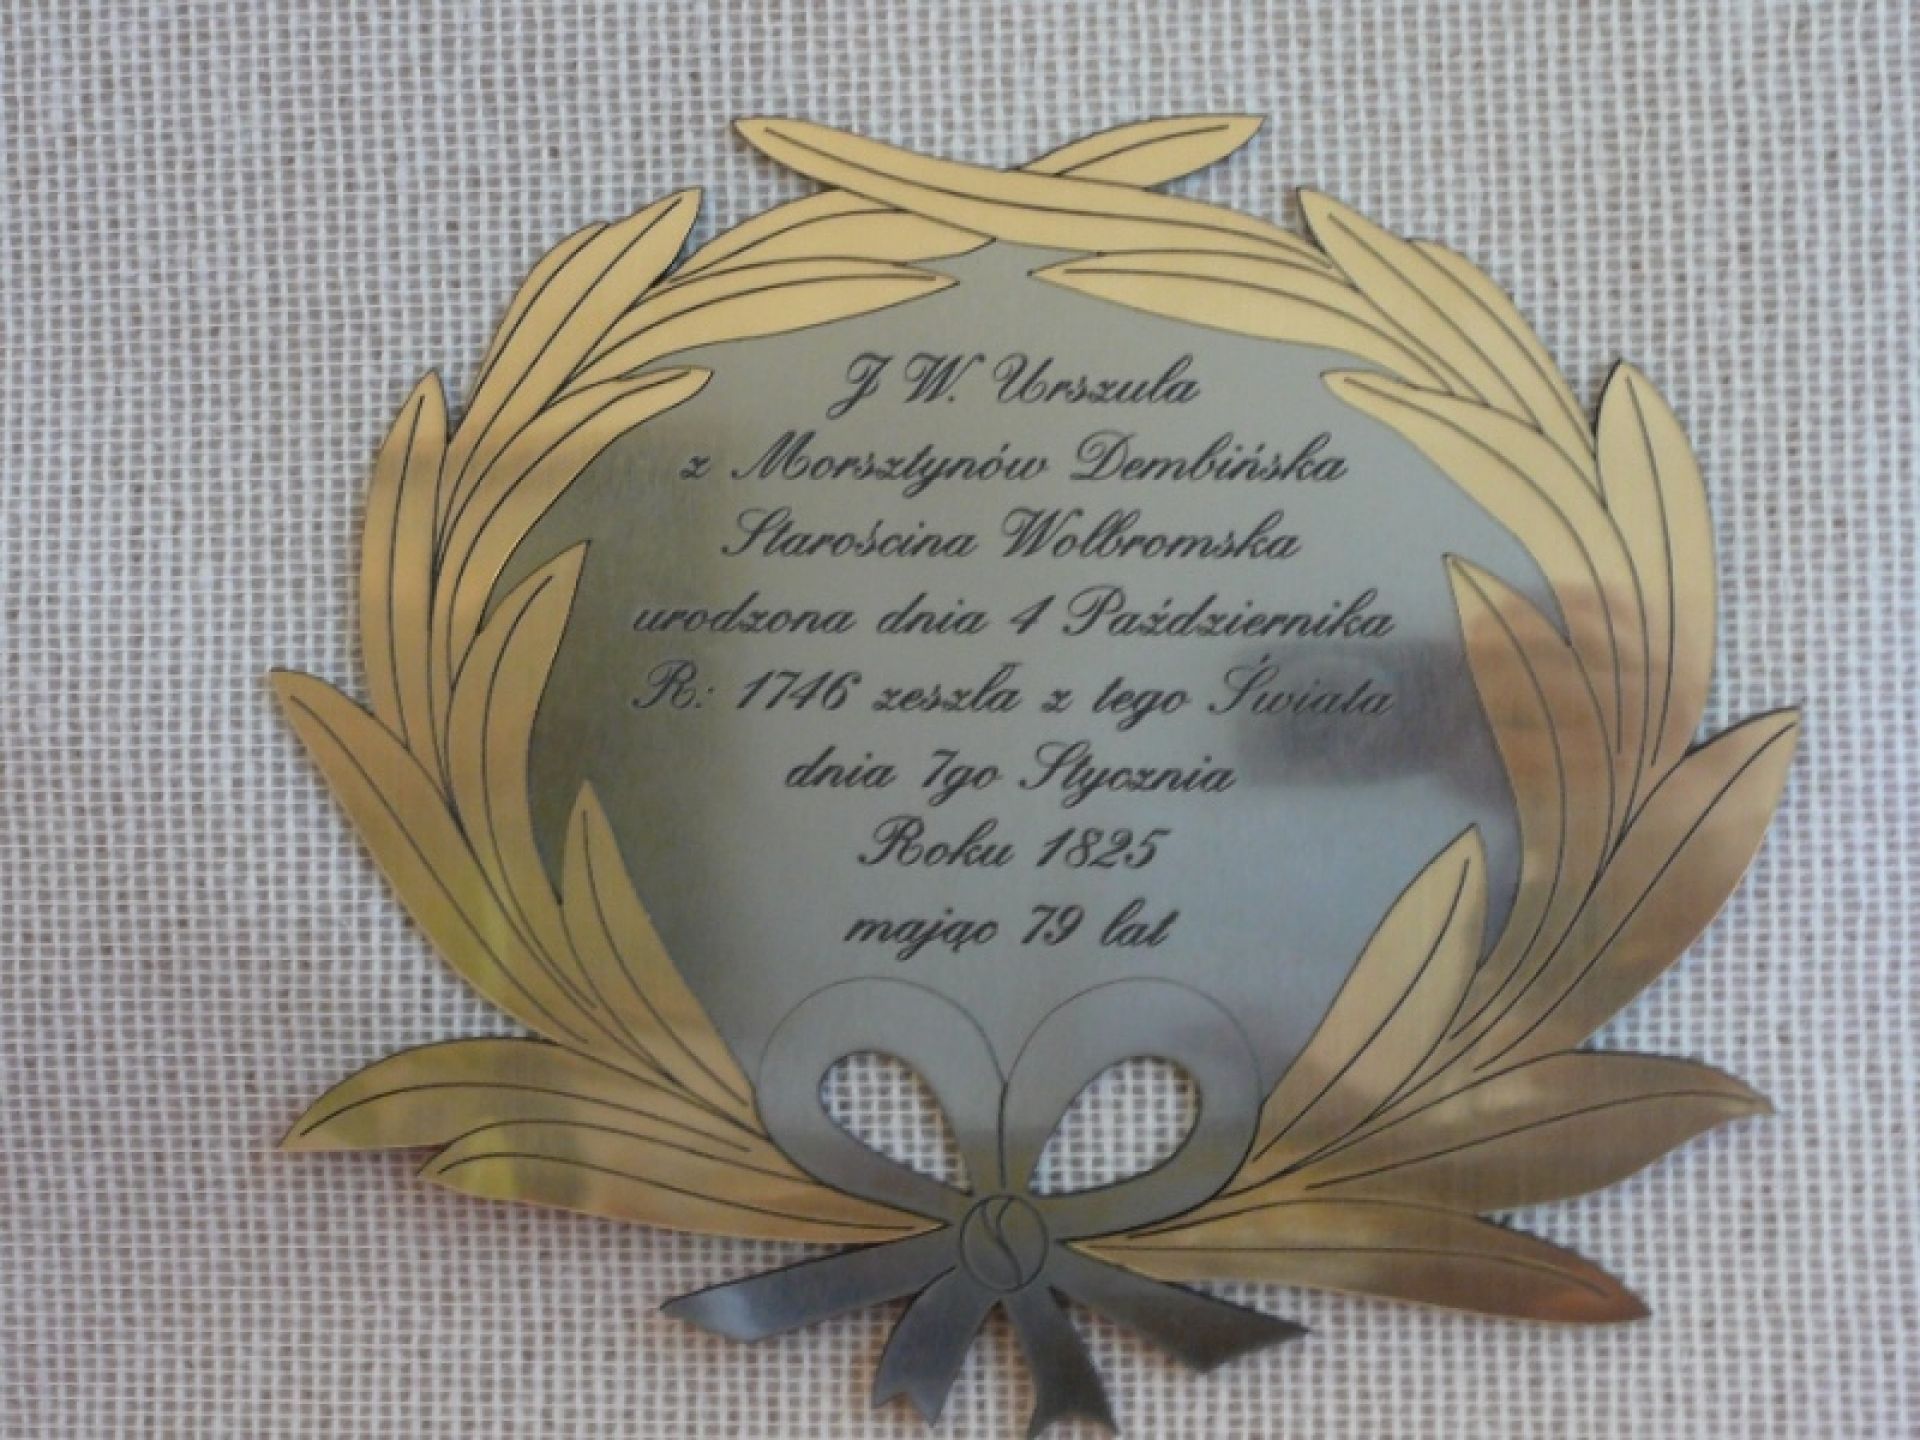 J W. Urszula
z Morsztynów Dembińska
Starościna Wolbromska
urodzona dnia 4 Października
R: 1746 zeszła z tego Świata
dnia 7go Stycznia
Roku 1825
mając 79 lat